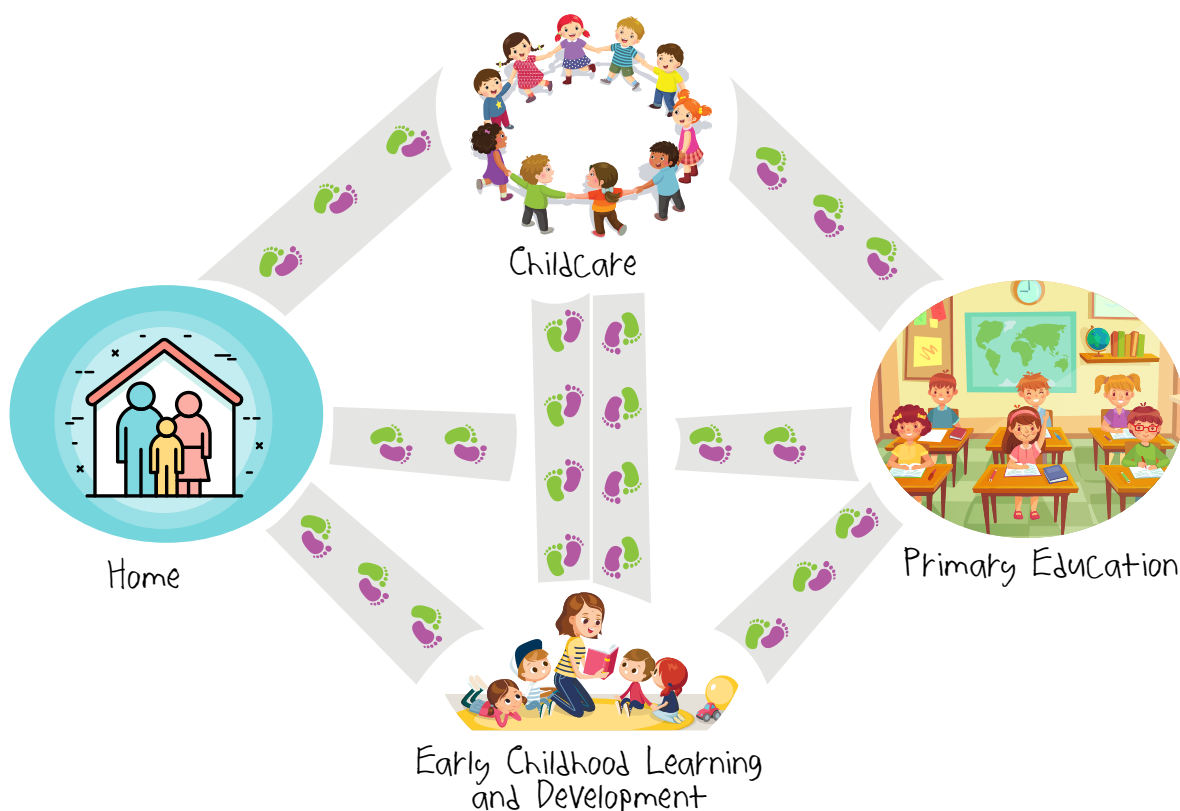 Childcare
Home
Primary Education
Early Childhood Learning
and Development